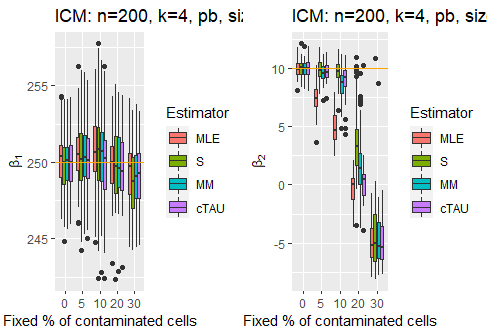 ICM: n=200, k=4, pb, siz
255
250
245
β1
0 5 10 20 30
Fixed % of contaminated cells
Estimator
MLE
S
MM
cTAU
ICM: n=200, k=4, pb, siz
10
5
0
-5
β2
0 5 10 20 30
Fixed % of contaminated cells
Estimator
MLE
S
MM
cTAU